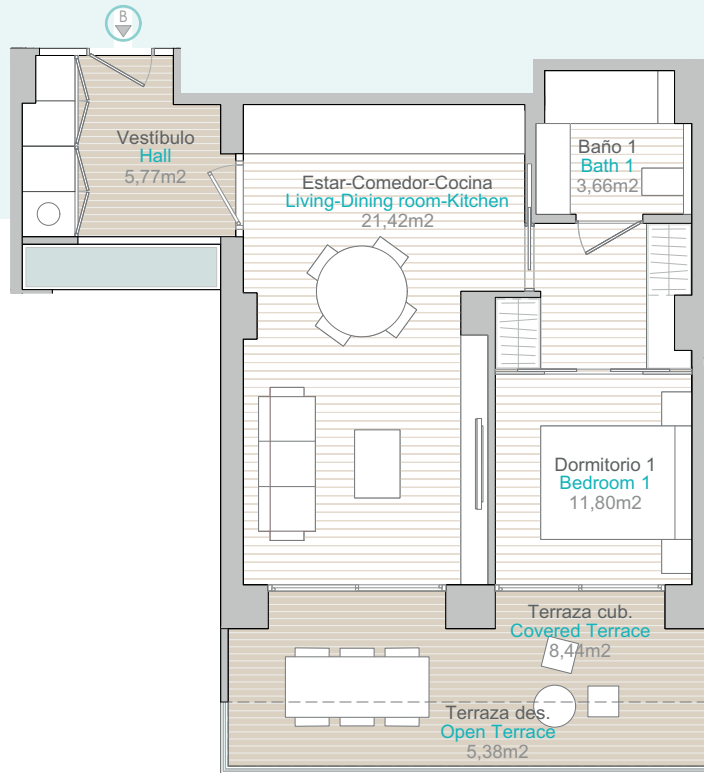 B
Vestíbulo
Hall
5,77m2
Estar-Comedor-Cocina
Living-Dining room-Kitchen
21,42m2
Baño 1
Bath 1
3,66m2
Dormitorio 1
Bedroom 1
11,80m2
Terraza cub.
Covered Terrace
8,44m2
Terraza des.
Open Terrace
5,38m2